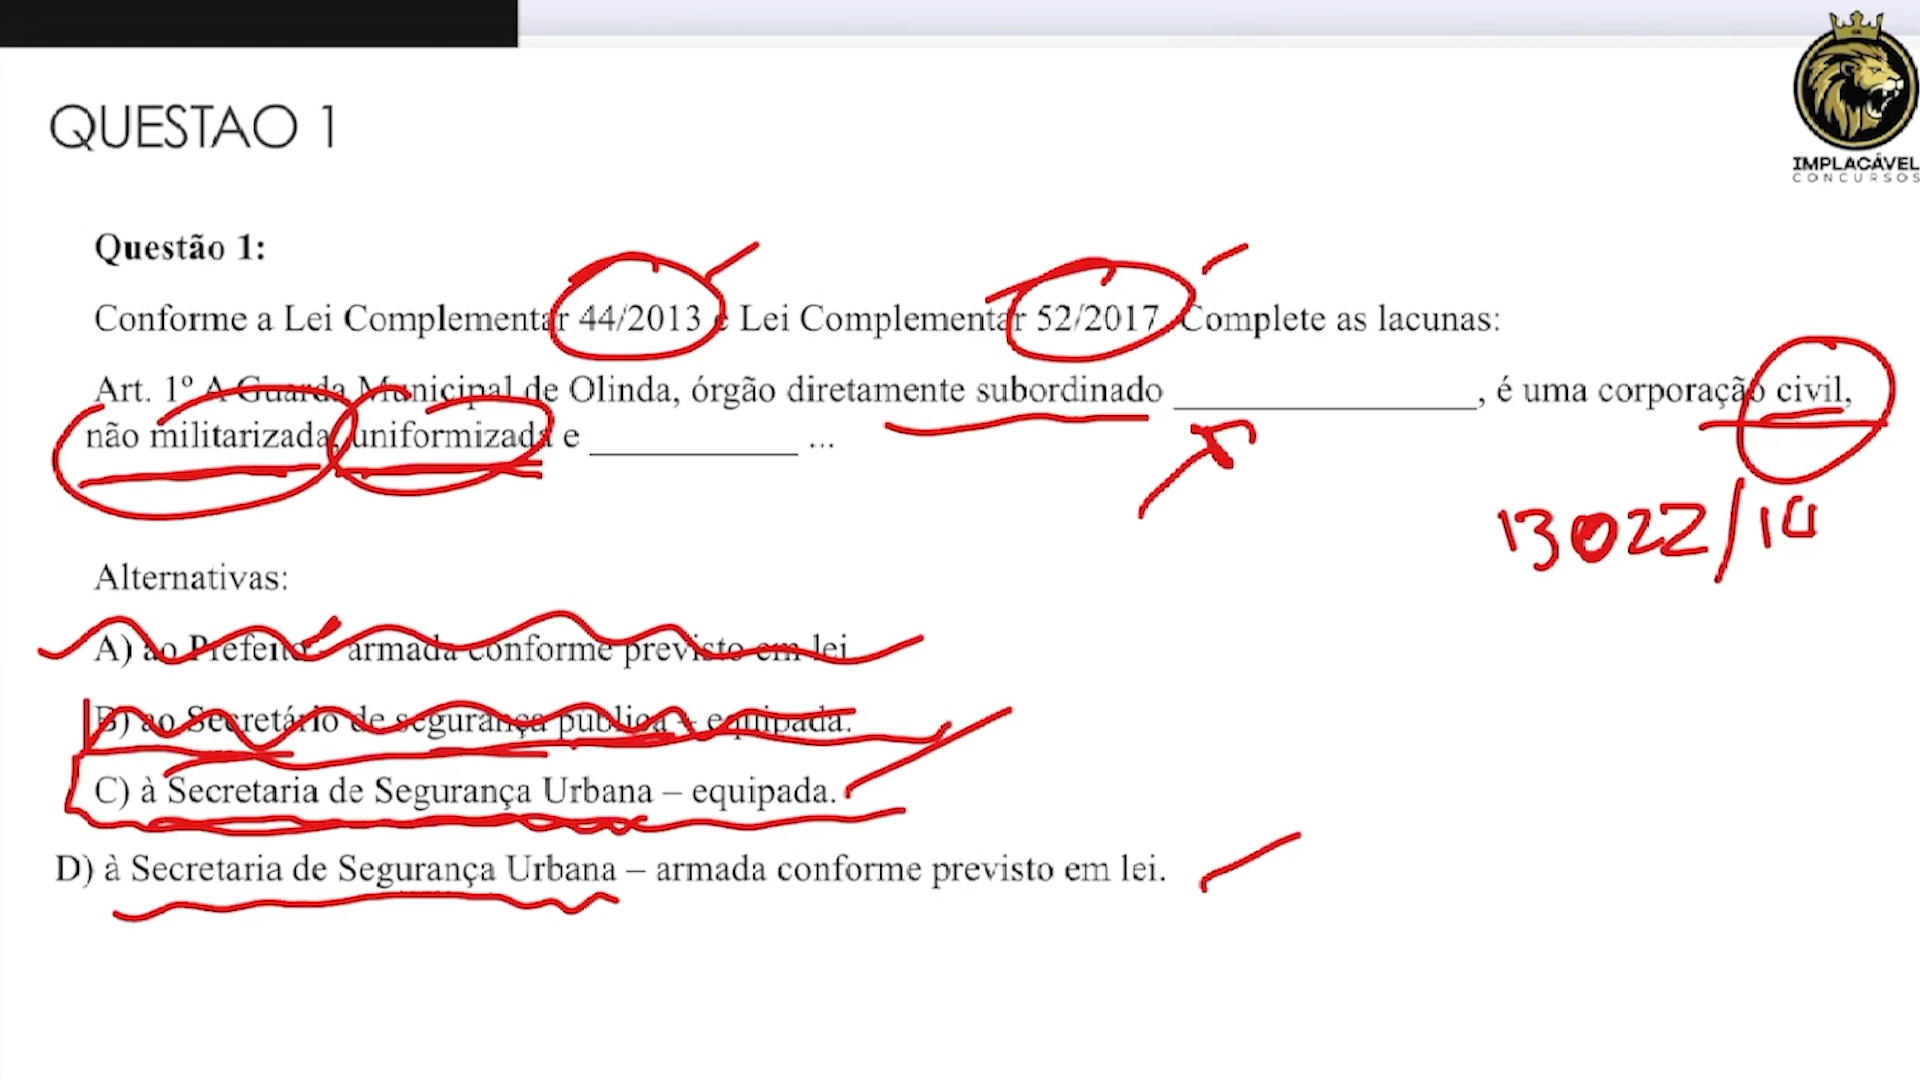 IMPLACÁVEL
CONCURSOS
QUESTAO 1
Questão 1:
Conforme a Lei Complementar 44/2013 e Lei Complementar 52/2017 Complete as lacunas:
Art. 1º A Guarda Municipal de Olinda, órgão diretamente subordinado ________________, é uma corporação civil,
não militarizada, uniformizada e ___________ ...
13022/14
Alternativas:
A) ao Prefeito - armada conforme previsto em lei
B) ao Secretário de segurança pública - equipada.
C) à Secretaria de Segurança Urbana – equipada.
D) à Secretaria de Segurança Urbana – armada conforme previsto em lei.